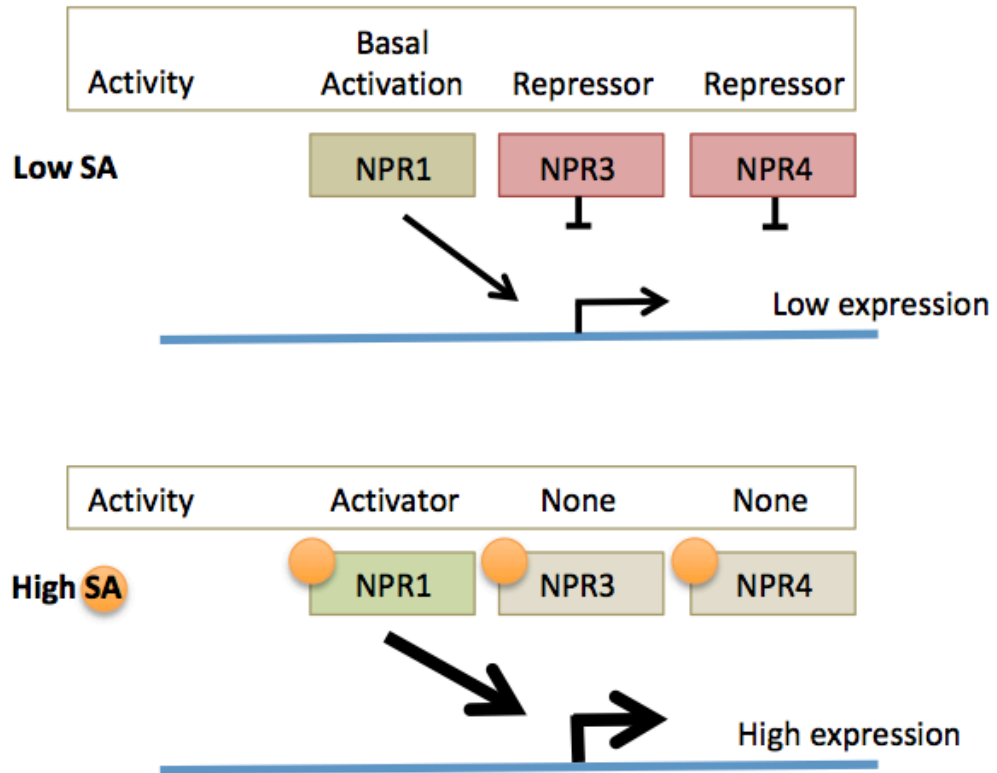 Basal
Activity Activation Repressor Repressor
Low SA NPR1 NPR3 NPR4
Low expression
Activity Activator None None
High SA NPR1 NPR3 NPR4
High expression